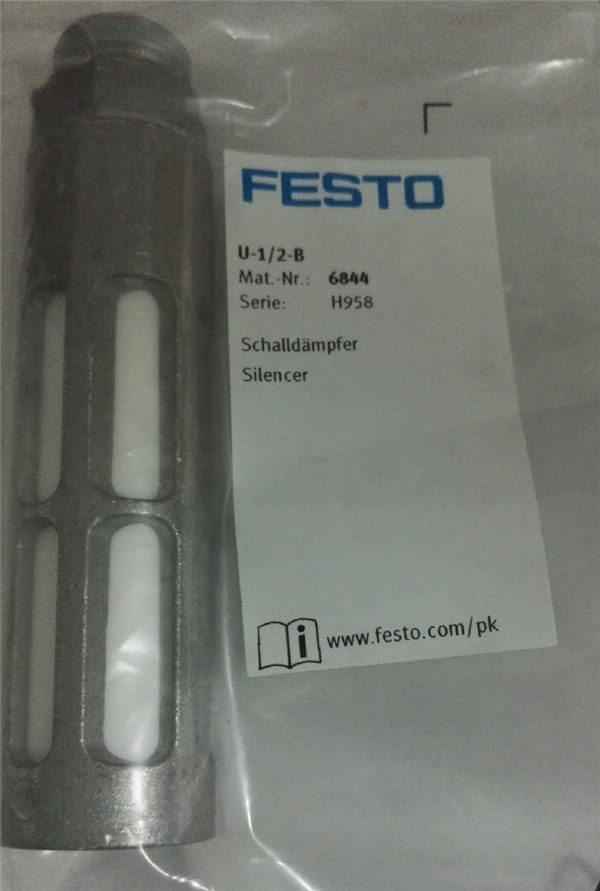 FESTO
U-1/2-B
Mat.-Nr.: 6844
Serie: H958
Schalldämpfer
Silencer
i www.festo.com/pk